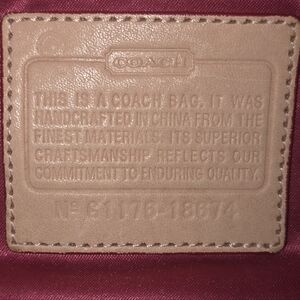 COACH
THIS IS A COACH BAG. IT WAS
HANDCRAFTED IN CHINA FROM THE
FINEST MATERIALS. ITS SUPERIOR
CRAFTSMANSHIP REFLECTS OUR
COMMITMENT TO ENDURING QUALITY.
Nº G1176-18674